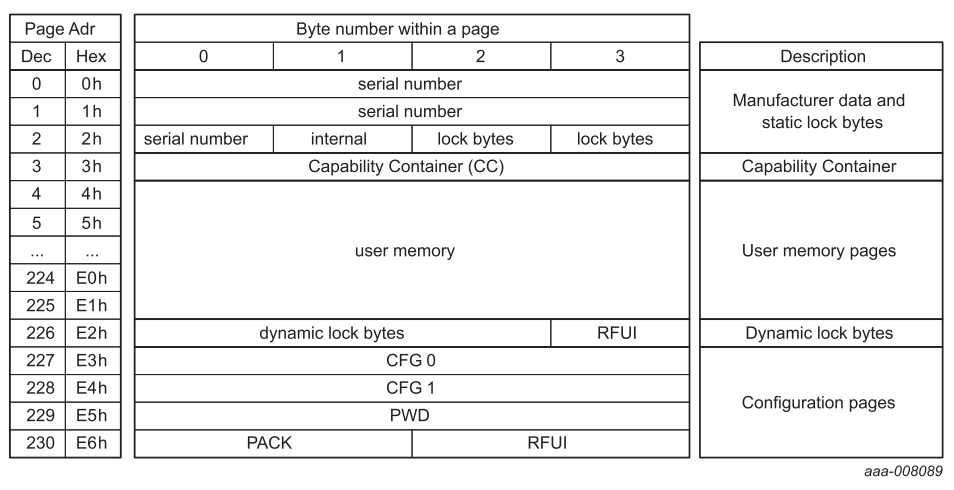 Page Adr Byte number within a page
Dec Hex 0 1 2 3 Description
0 0h serial number
Manufacturer data and
1 1h serial number
static lock bytes
2 2h serial number internal lock bytes lock bytes
3 3h Capability Container (CC) Capability Container
4 4h
5 5h
... ... user memory User memory pages
224 E0h
225 E1h
226 E2h dynamic lock bytes RFUI Dynamic lock bytes
227 E3h CFG 0
228 E4h CFG 1
Configuration pages
229 E5h PWD
230 E6h PACK RFUI
aaa-008089